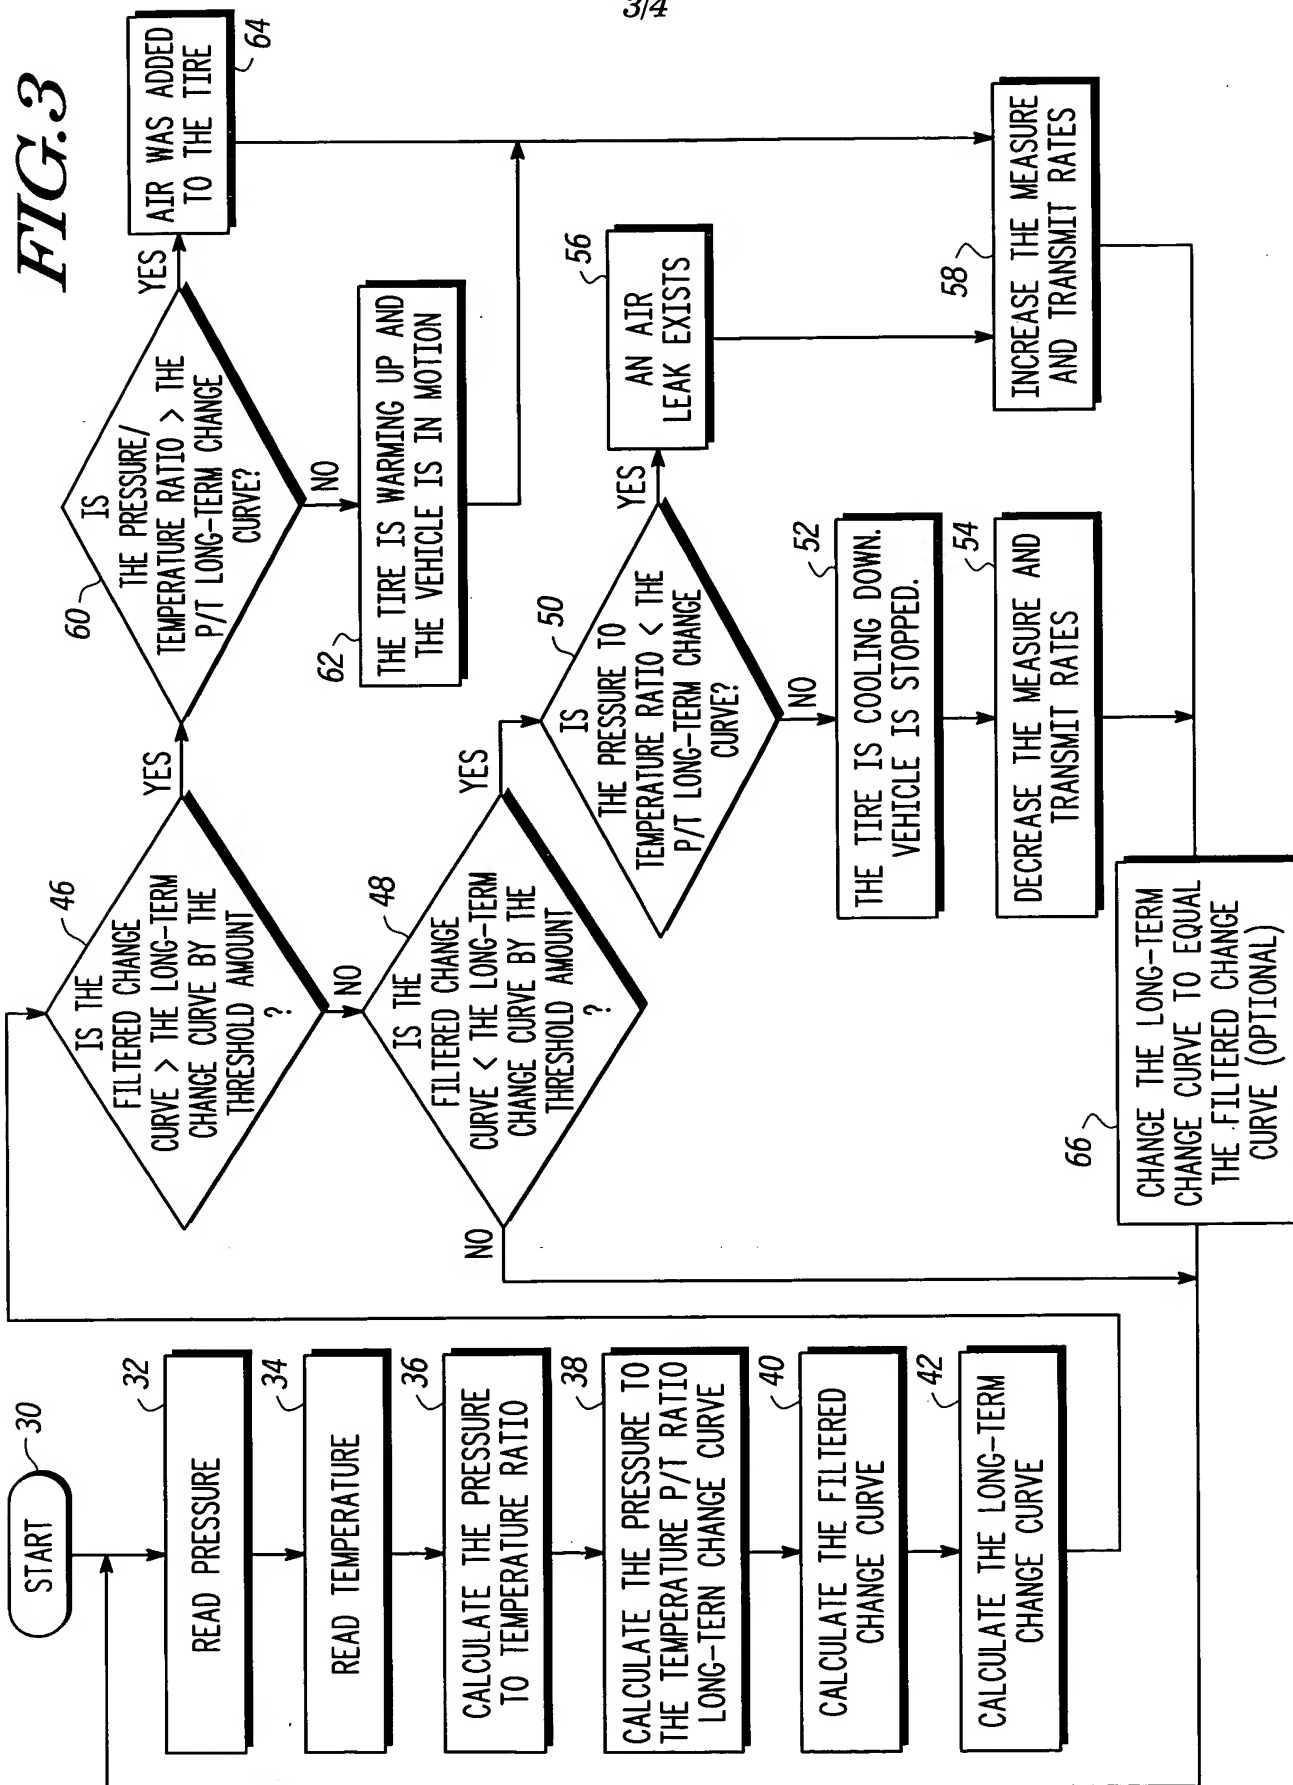 3/4
FIG.3
START
30
READ PRESSURE
32
READ TEMPERATURE
34
CALCULATE THE PRESSURE
TO TEMPERATURE RATIO
36
CALCULATE THE PRESSURE TO
THE TEMPERATURE P/T RATIO
LONG-TERN CHANGE CURVE
38
CALCULATE THE FILTERED
CHANGE CURVE
40
CALCULATE THE LONG-TERM
CHANGE CURVE
42
IS THE
FILTERED CHANGE
CURVE > THE LONG-TERM
CHANGE CURVE BY THE
THRESHOLD AMOUNT
?
46
YES
NO
IS THE
FILTERED CHANGE
CURVE < THE LONG-TERM
CHANGE CURVE BY THE
THRESHOLD AMOUNT
?
48
YES
NO
IS
THE PRESSURE/
TEMPERATURE RATIO > THE
P/T LONG-TERM CHANGE
CURVE?
60
YES
NO
AIR WAS ADDED
TO THE TIRE
64
THE TIRE IS WARMING UP AND
THE VEHICLE IS IN MOTION
62
IS
THE PRESSURE TO
TEMPERATURE RATIO < THE
P/T LONG-TERM CHANGE
CURVE?
50
YES
NO
AN AIR
LEAK EXISTS
56
THE TIRE IS COOLING DOWN.
VEHICLE IS STOPPED.
52
DECREASE THE MEASURE AND
TRANSMIT RATES
54
INCREASE THE MEASURE
AND TRANSMIT RATES
58
CHANGE THE LONG-TERM
CHANGE CURVE TO EQUAL
THE FILTERED CHANGE
CURVE (OPTIONAL)
66